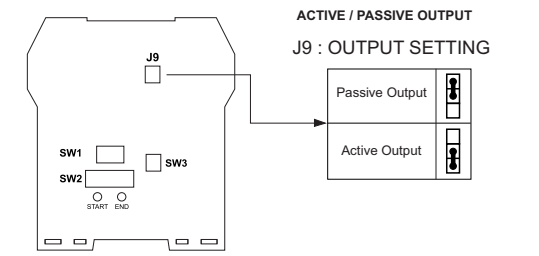 ACTIVE / PASSIVE OUTPUT
J9 : OUTPUT SETTING
J9
Passive Output
Active Output
SW1
SW3
SW2
START END